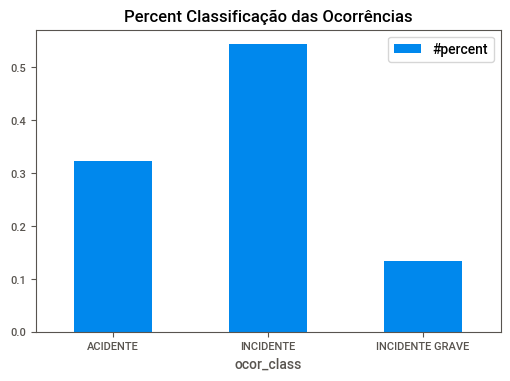 Percent Classificação das Ocorrências
#percent
0.5
0.4
0.3
0.2
0.1
0.0
ACIDENTE
INCIDENTE
INCIDENTE GRAVE
ocor_class